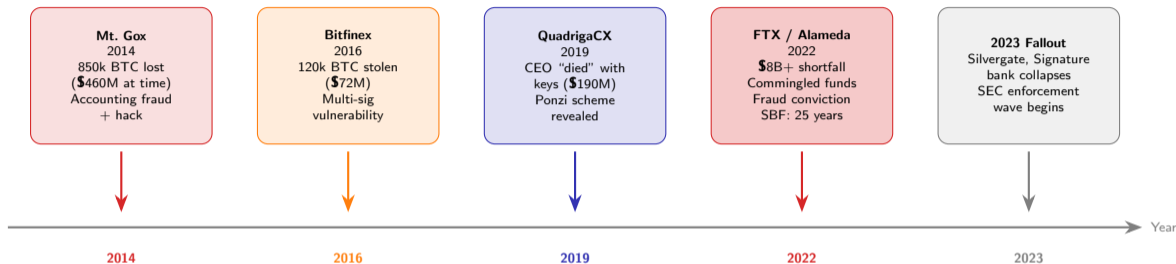 Mt. Gox
2014
850k BTC lost
($460M at time)
Accounting fraud
+ hack
Bitfinex
2016
120k BTC stolen
($72M)
Multi-sig
vulnerability
QuadrigaCX
2019
CEO “died” with
keys ($190M)
Ponzi scheme
revealed
FTX / Alameda
2022
$8B+ shortfall
Commingled funds
Fraud conviction
SBF: 25 years
2023 Fallout
Silvergate, Signature
bank collapses
SEC enforcement
wave begins
Year
2014
2016
2019
2022
2023